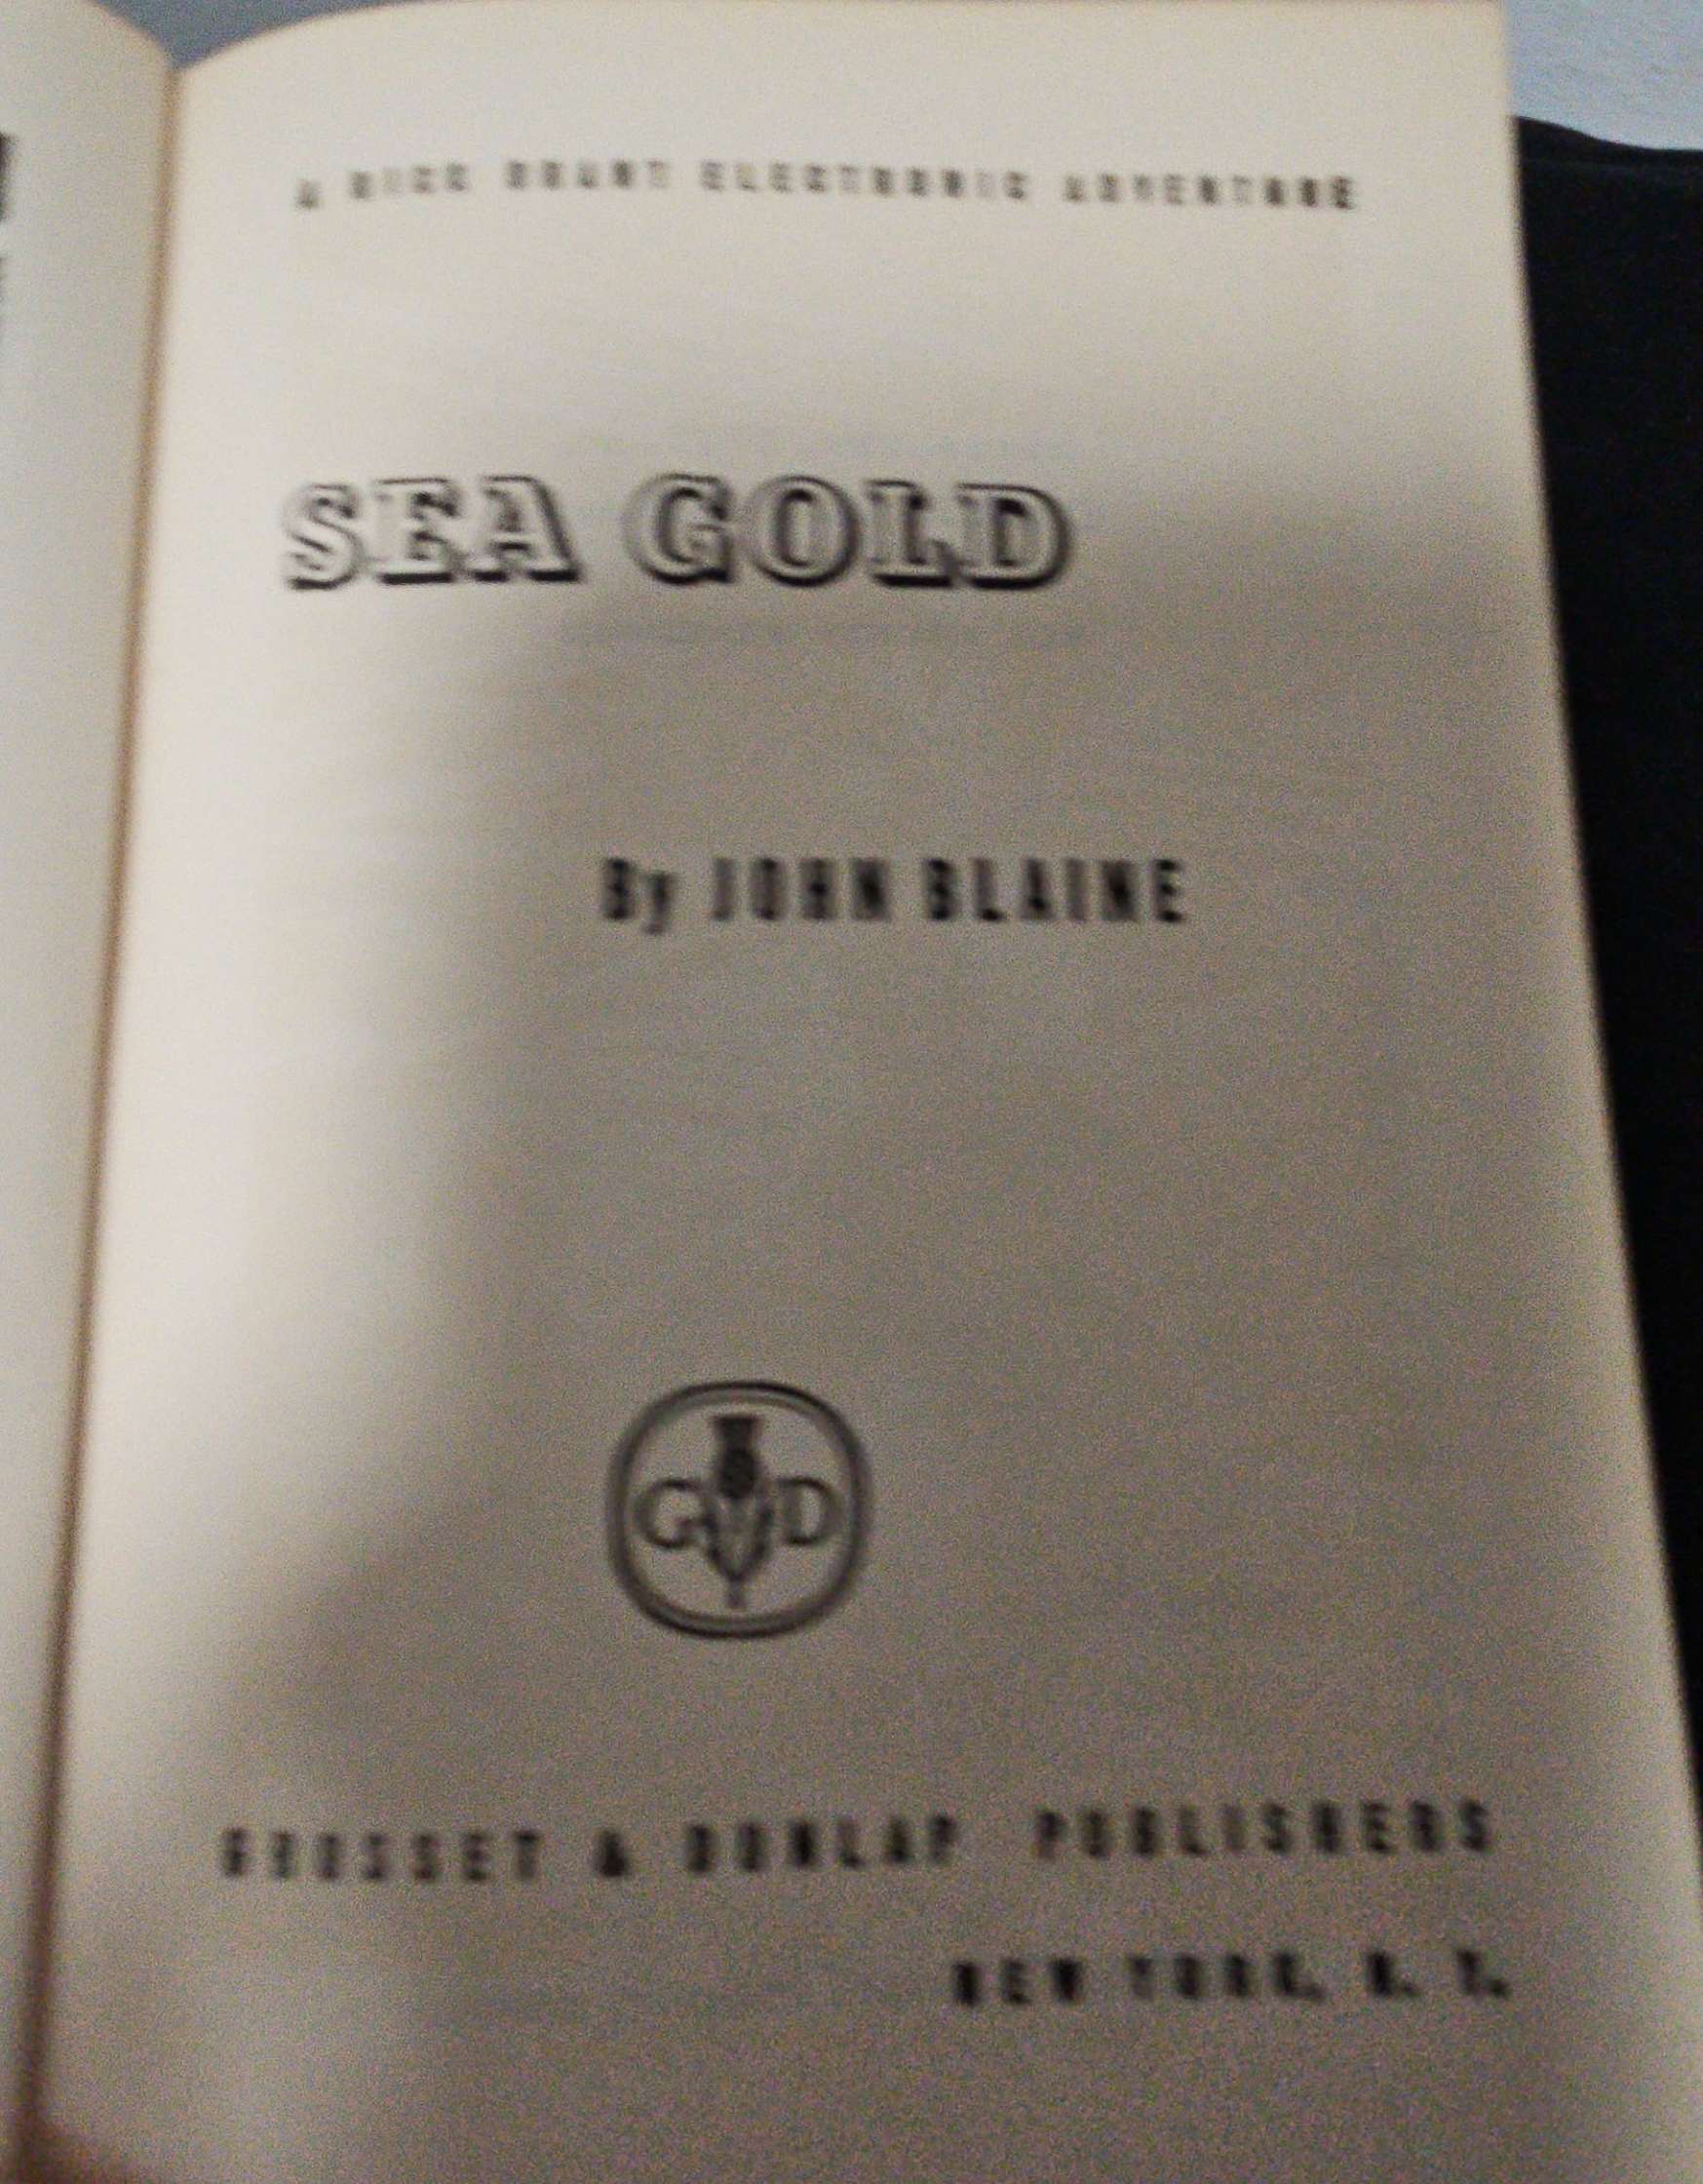 A RICK BRANT ELECTRONIC ADVENTURE
SEA GOLD
By JOHN BLAINE
G D
GROSSET & DUNLAP PUBLISHERS
NEW YORK, N. Y.